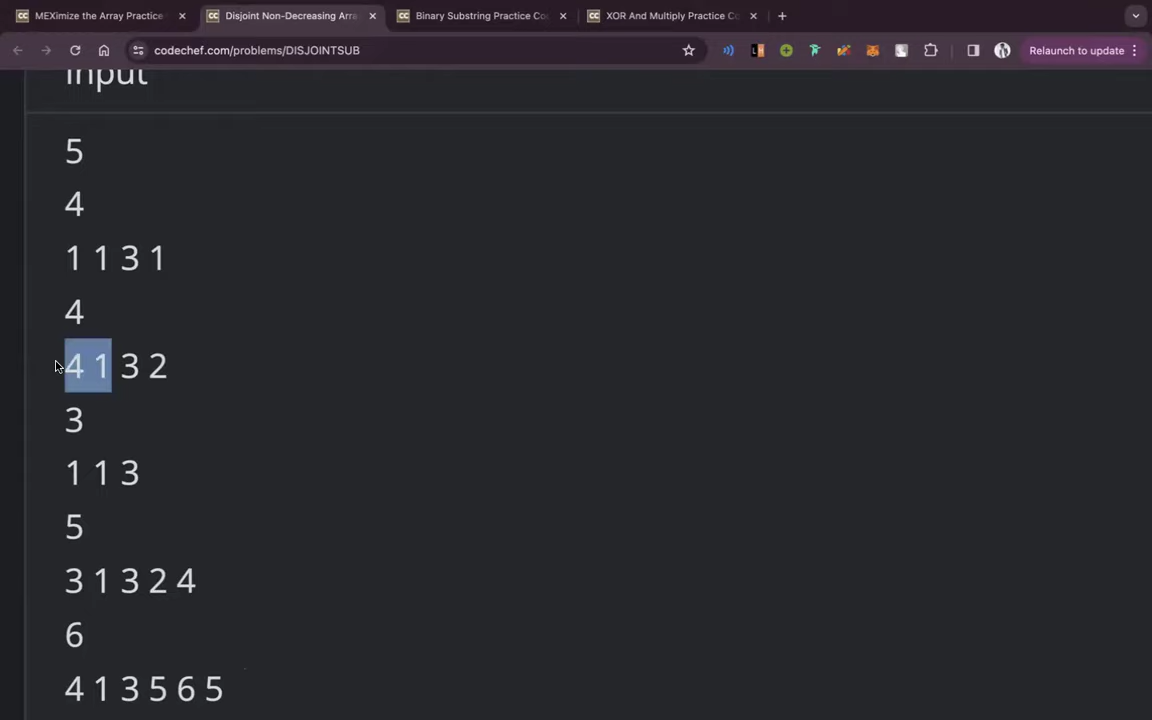 MEXimize the Array Practice
Disjoint Non-Decreasing Arra
Binary Substring Practice Co
XOR And Multiply Practice Co
codechef.com/problems/DISJOINTSUB
Relaunch to update
Input
5
4
1 1 3 1
4
4 1 3 2
3
1 1 3
5
3 1 3 2 4
6
4 1 3 5 6 5